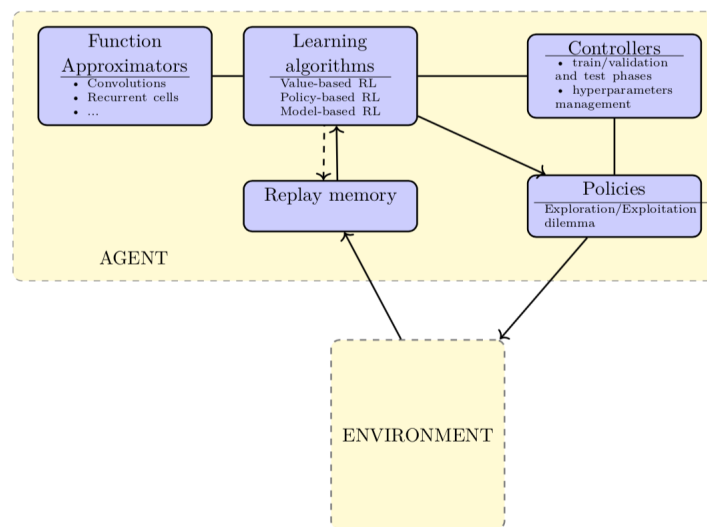 Function
Approximators
• Convolutions
• Recurrent cells
• ...
Learning
algorithms
Value-based RL
Policy-based RL
Model-based RL
Controllers
• train/validation
and test phases
• hyperparameters
management
Replay memory
Policies
Exploration/Exploitation
dilemma
AGENT
ENVIRONMENT